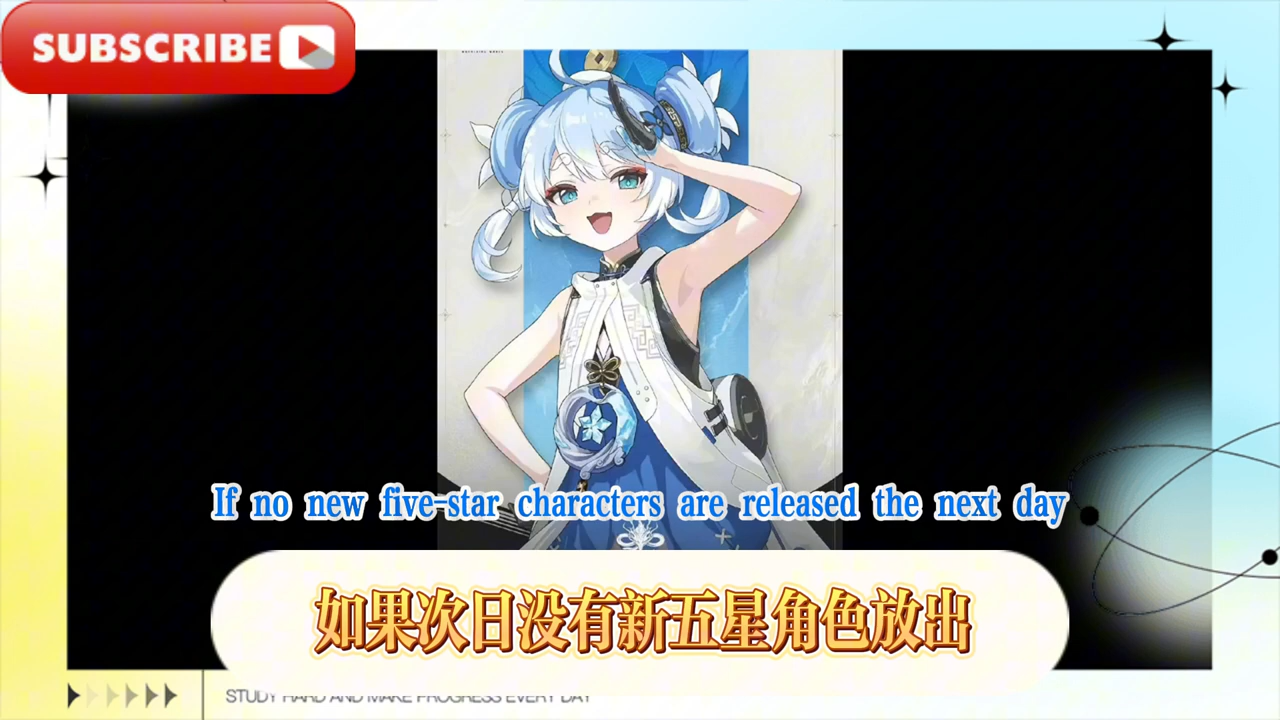 SUBSCRIBE
If no new five-star characters are released the next day
如果次日没有新五星角色放出
STUDY HARD AND MAKE PROGRESS EVERY DAY